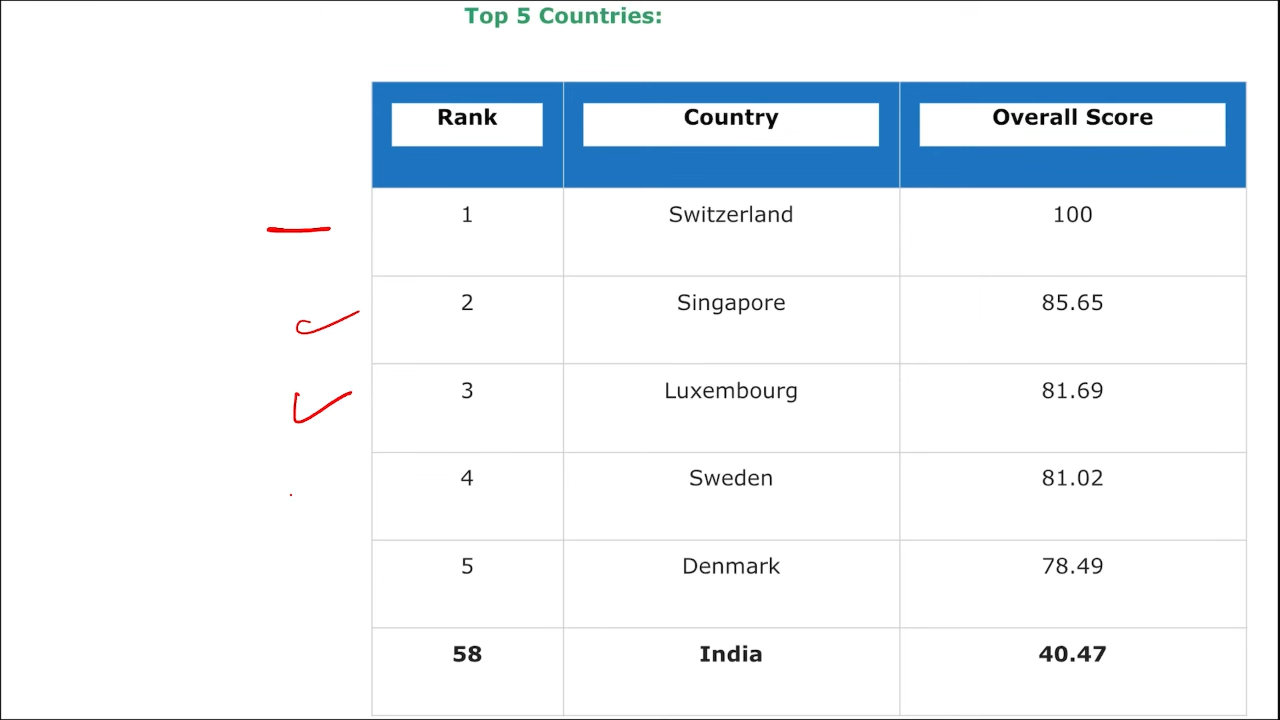 Top 5 Countries:
Rank Country Overall Score
1 Switzerland 100
2 Singapore 85.65
3 Luxembourg 81.69
4 Sweden 81.02
5 Denmark 78.49
58 India 40.47